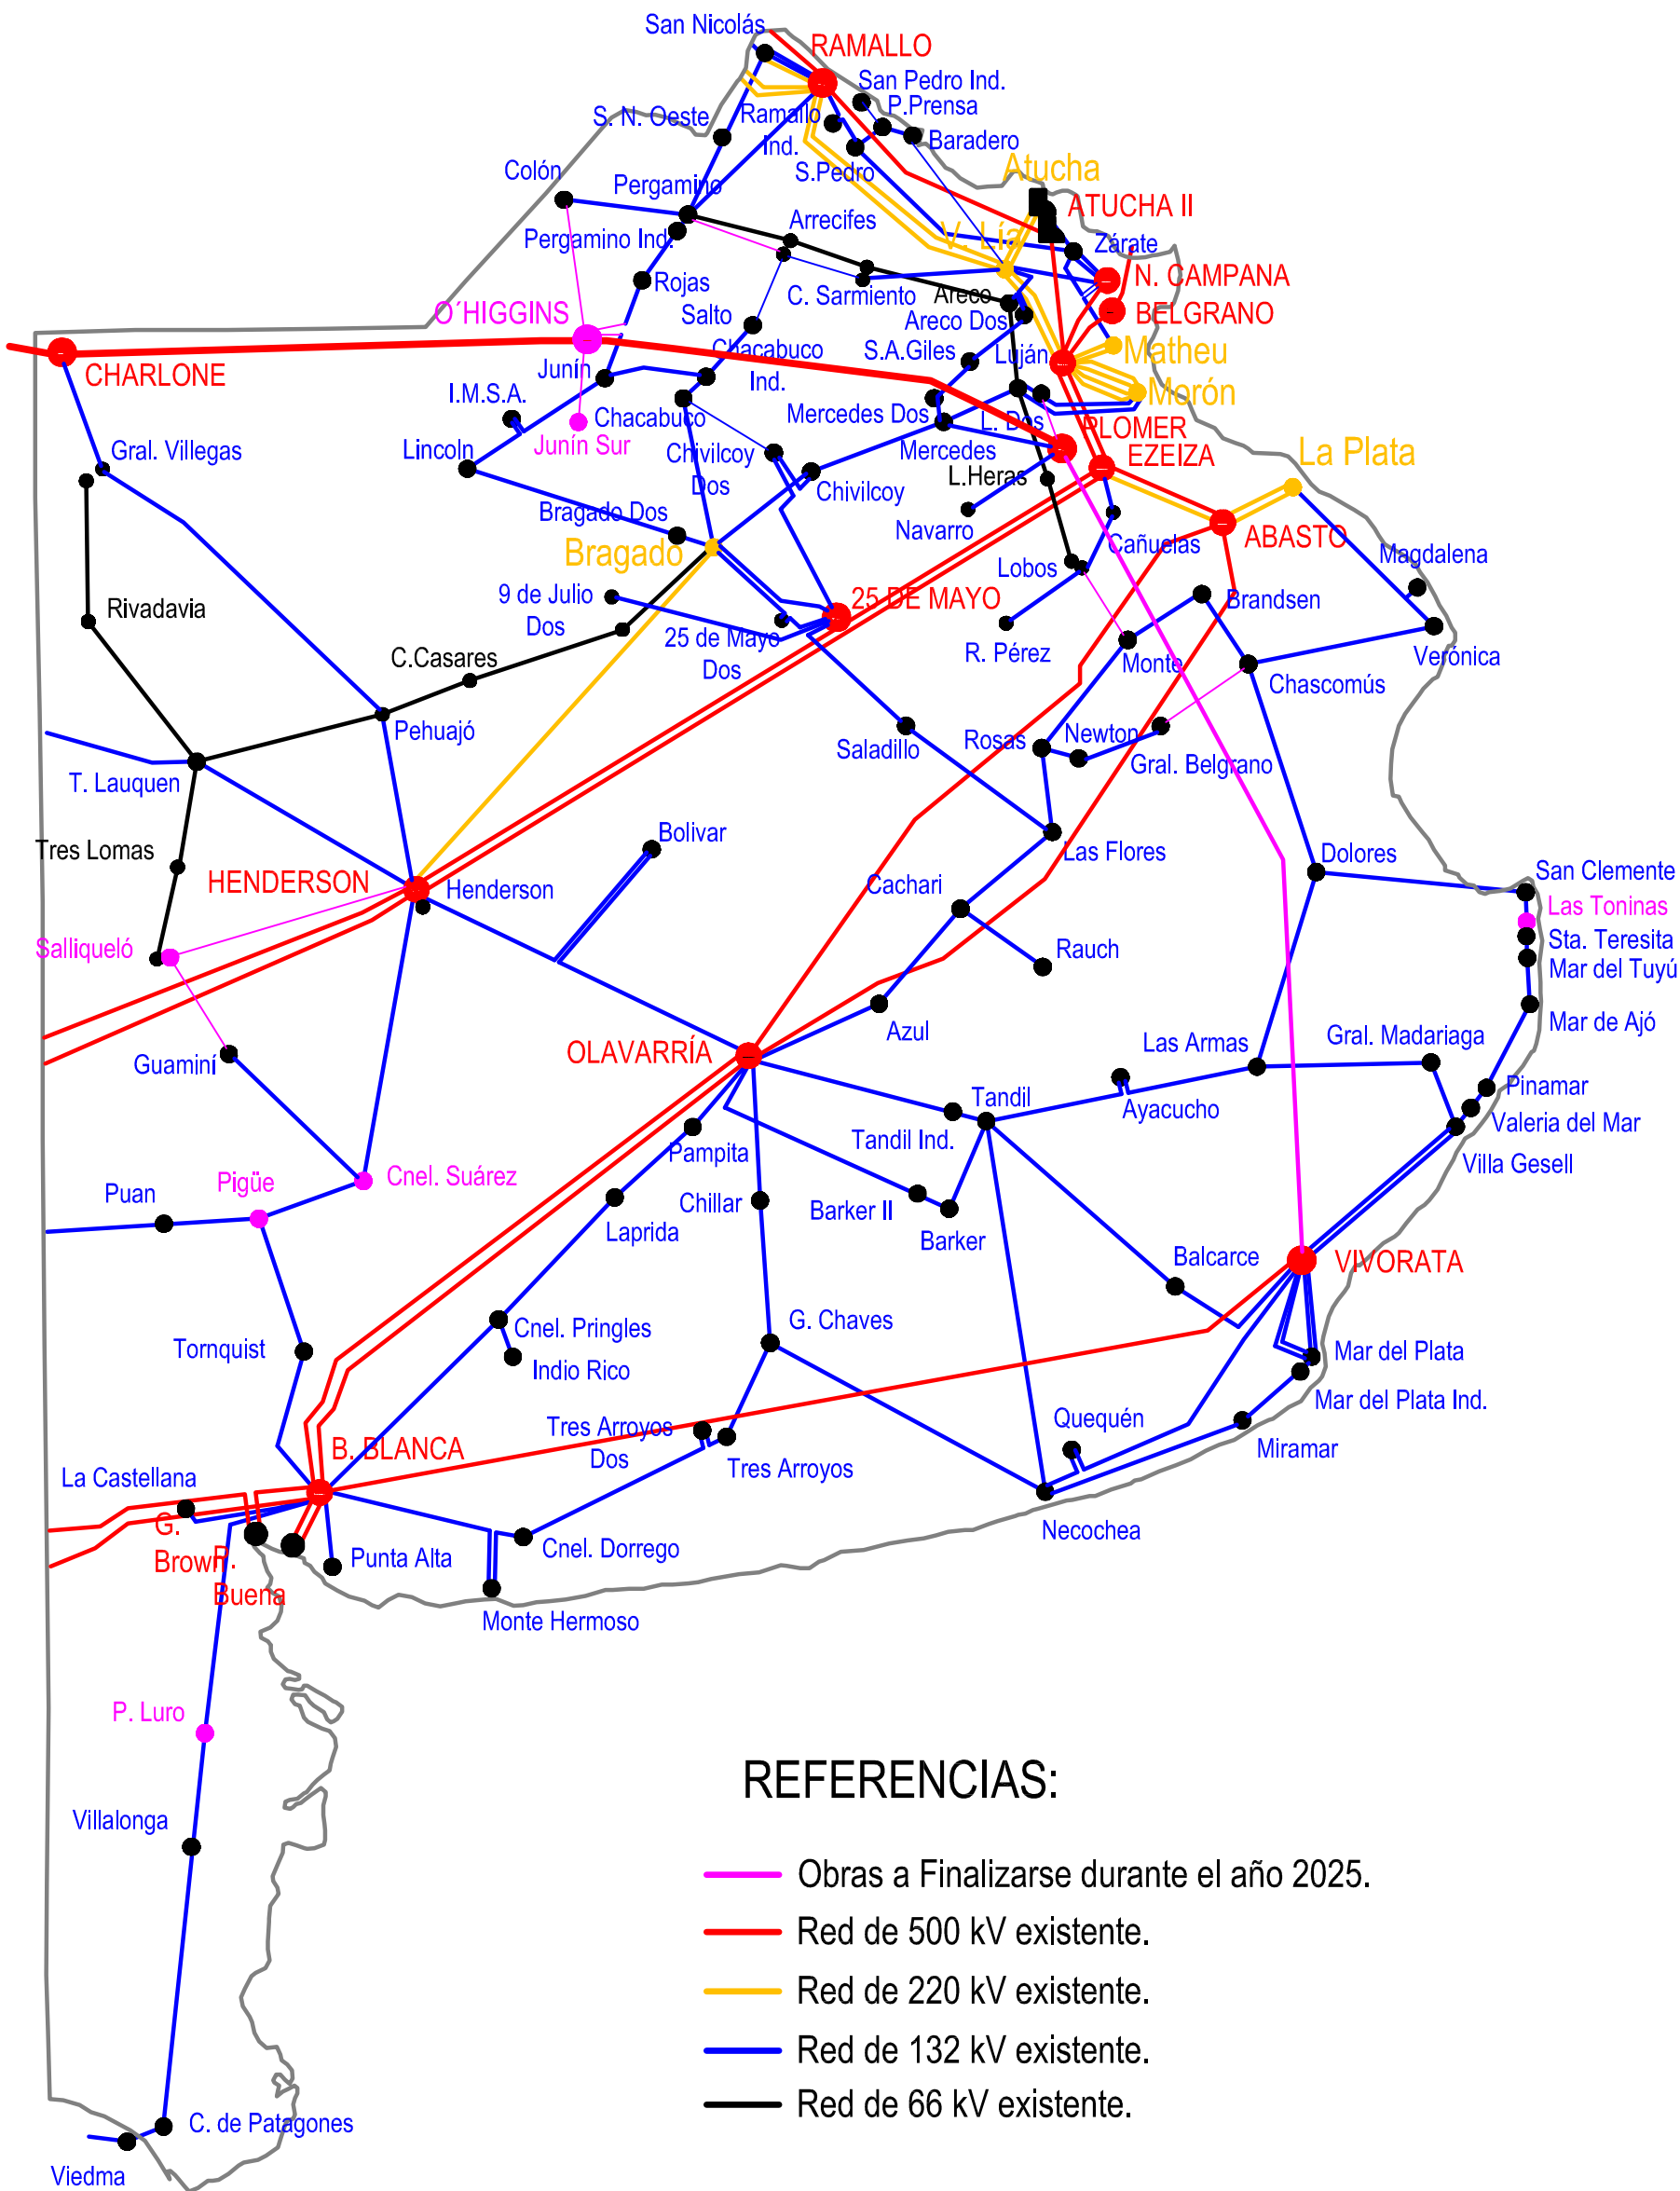 San Nicolás
RAMALLO
San Pedro Ind.
P.Prensa
S. N. Oeste
Ramallo
Ind.
Baradero
S.Pedro
Atucha
Colón
Pergamino
ATUCHA II
Arrecifes
Pergamino Ind.
V. Lía
Zárate
Rojas
C. Sarmiento
N. CAMPANA
Areco
O´HIGGINS
Salto
Areco Dos
BELGRANO
Chacabuco
Ind.
S.A.Giles
Luján
Matheu
CHARLONE
Junín
I.M.S.A.
Morón
Chacabuco
Mercedes Dos
L. Dos
PLOMER
Junín Sur
Gral. Villegas
Lincoln
Chivilcoy
Dos
Mercedes
EZEIZA
La Plata
Chivilcoy
L.Heras
Bragado Dos
Navarro
Bragado
Cañuelas
ABASTO
Magdalena
Lobos
Rivadavia
9 de Julio
Dos
25 DE MAYO
Brandsen
25 de Mayo
Dos
R. Pérez
Monte
Verónica
C.Casares
Chascomús
Pehuajó
Saladillo
Rosas
Newton
Gral. Belgrano
T. Lauquen
Tres Lomas
Bolivar
Las Flores
Dolores
HENDERSON
Henderson
Cachari
San Clemente
Las Toninas
Salliqueló
Rauch
Sta. Teresita
Mar del Tuyú
Azul
Mar de Ajó
Guaminí
OLAVARRÍA
Las Armas
Gral. Madariaga
Tandil
Ayacucho
Pinamar
Tandil Ind.
Valeria del Mar
Pampita
Villa Gesell
Puan
Pigüe
Cnel. Suárez
Chillar
Barker II
Laprida
Barker
Balcarce
VIVORATA
Cnel. Pringles
G. Chaves
Tornquist
Indio Rico
Mar del Plata
Mar del Plata Ind.
Tres Arroyos
Dos
Quequén
B. BLANCA
Miramar
La Castellana
Tres Arroyos
Necochea
G.
Brown
P.
Buena
Punta Alta
Cnel. Dorrego
Monte Hermoso
P. Luro
REFERENCIAS:
Villalonga
Obras a Finalizarse durante el año 2025.
Red de 500 kV existente.
Red de 220 kV existente.
Red de 132 kV existente.
Red de 66 kV existente.
C. de Patagones
Viedma